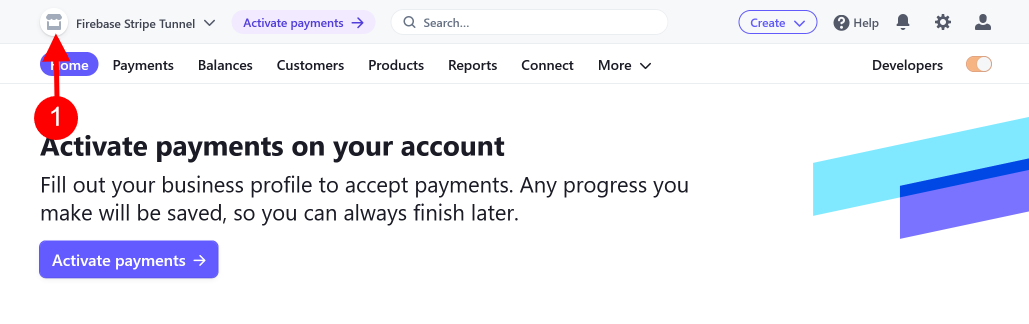 Firebase Stripe Tunnel Activate payments → Search... Create Help
Home Payments Balances Customers Products Reports Connect More Developers
1
Activate payments on your account
Fill out your business profile to accept payments. Any progress you
make will be saved, so you can always finish later.
Activate payments →